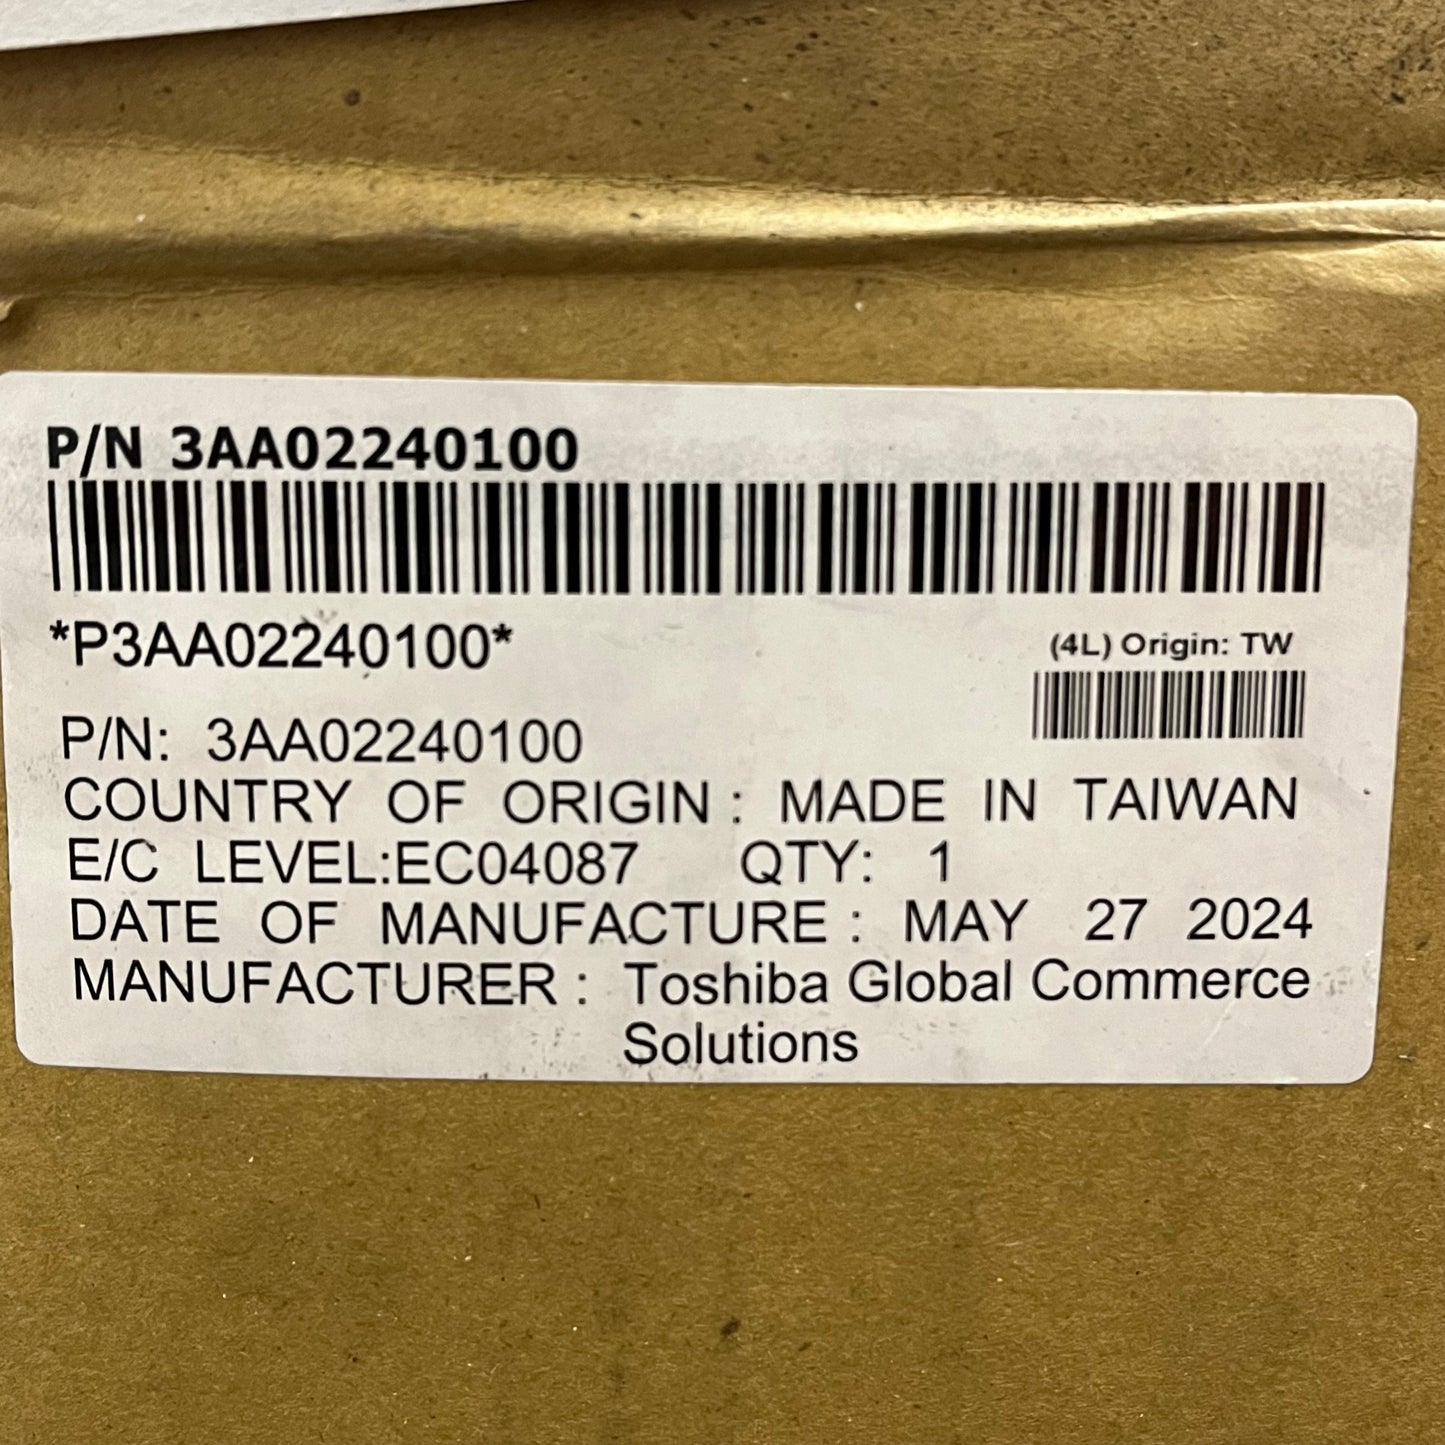 P/N 3AA02240100
*P3AA02240100*
(4L) Origin: TW
P/N: 3AA02240100
COUNTRY OF ORIGIN : MADE IN TAIWAN
E/C LEVEL:EC04087 QTY: 1
DATE OF MANUFACTURE : MAY 27 2024
MANUFACTURER : Toshiba Global Commerce
Solutions